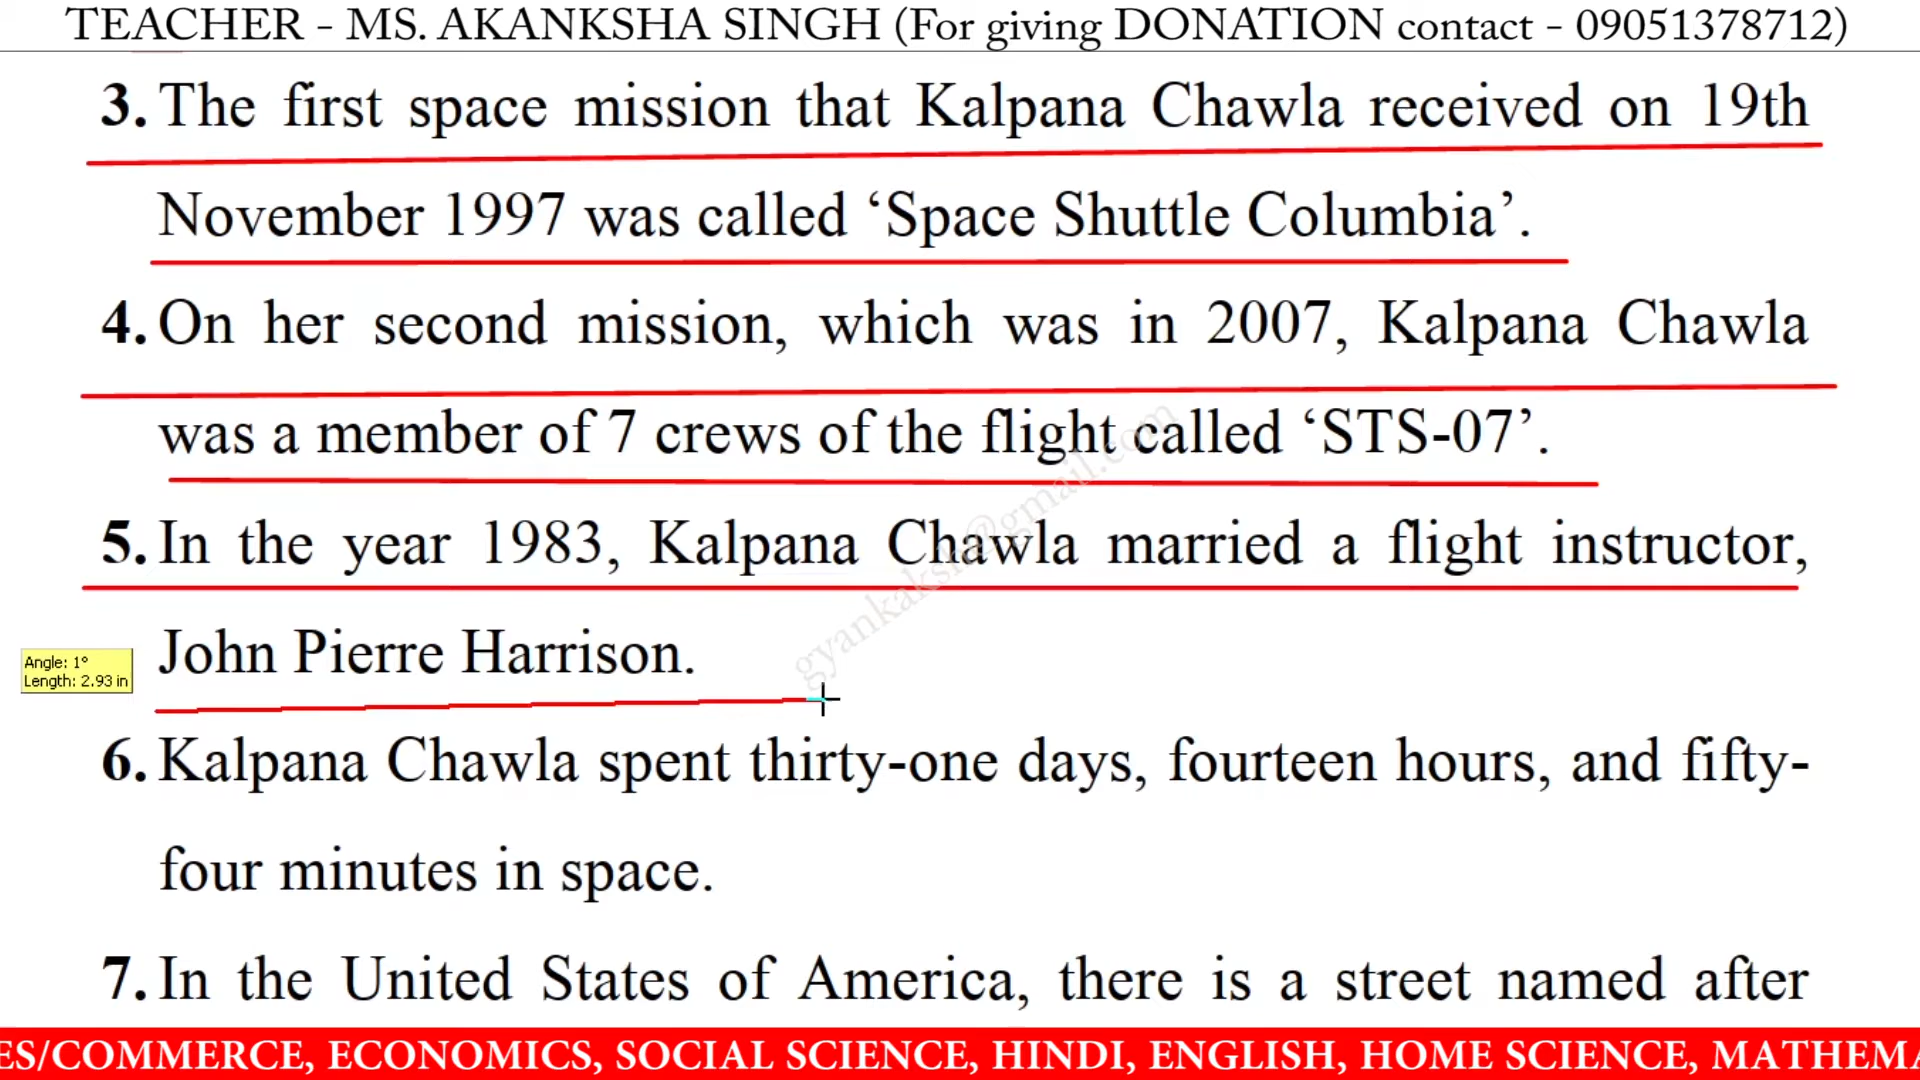 TEACHER - MS. AKANKSHA SINGH (For giving DONATION contact - 09051378712)
3. The first space mission that Kalpana Chawla received on 19th
November 1997 was called ‘Space Shuttle Columbia’.
4. On her second mission, which was in 2007, Kalpana Chawla
was a member of 7 crews of the flight called ‘STS-07’.
gyankaksh@gmail.com
5. In the year 1983, Kalpana Chawla married a flight instructor,
John Pierre Harrison.
Angle: 1°
Length: 2.93 in
6. Kalpana Chawla spent thirty-one days, fourteen hours, and fifty-
four minutes in space.
7. In the United States of America, there is a street named after
ES/COMMERCE, ECONOMICS, SOCIAL SCIENCE, HINDI, ENGLISH, HOME SCIENCE, MATHEMA